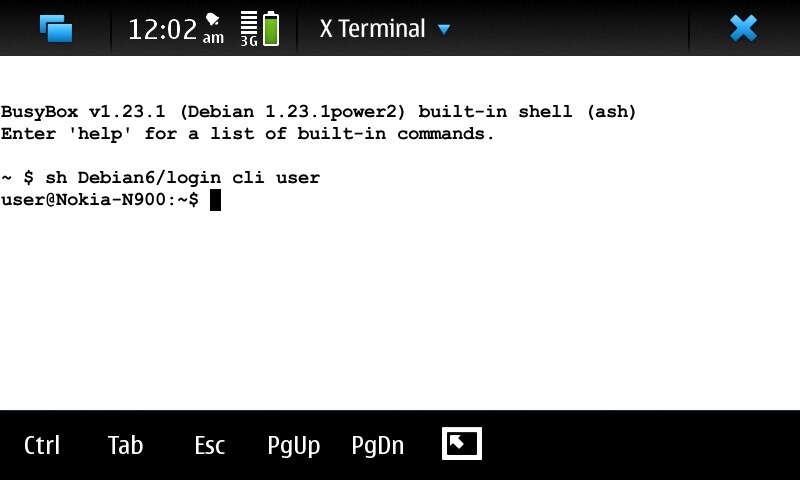 12:02 am 3G X Terminal
BusyBox v1.23.1 (Debian 1.23.1power2) built-in shell (ash)
Enter 'help' for a list of built-in commands.
~ $ sh Debian6/login cli user
user@Nokia-N900:~$
Ctrl Tab Esc PgUp PgDn